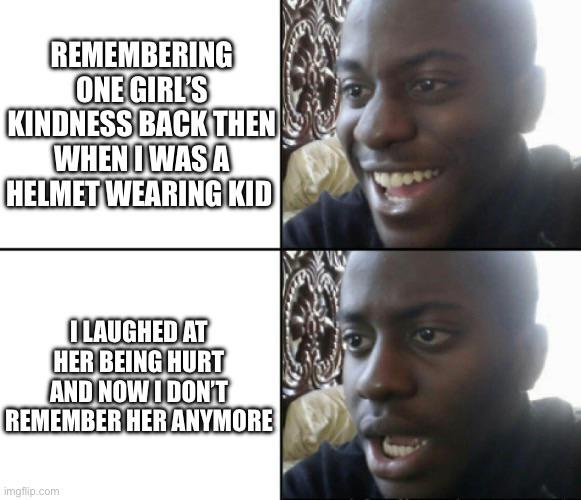 REMEMBERING
ONE GIRL'S
KINDNESS BACK THEN
WHEN I WAS A
HELMET WEARING KID
I LAUGHED AT
HER BEING HURT
AND NOW I DON'T
REMEMBER HER ANYMORE
imgflip.com